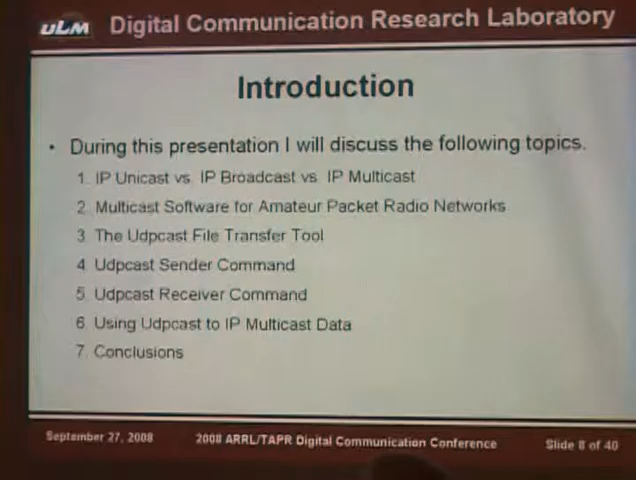 ULM Digital Communication Research Laboratory
Introduction
• During this presentation I will discuss the following topics.
1. IP Unicast vs. IP Broadcast vs. IP Multicast
2. Multicast Software for Amateur Packet Radio Networks
3. The Udpcast File Transfer Tool
4. Udpcast Sender Command
5. Udpcast Receiver Command
6. Using Udpcast to IP Multicast Data
7. Conclusions
September 27, 2008 2008 ARRL/TAPR Digital Communication Conference Slide 8 of 40